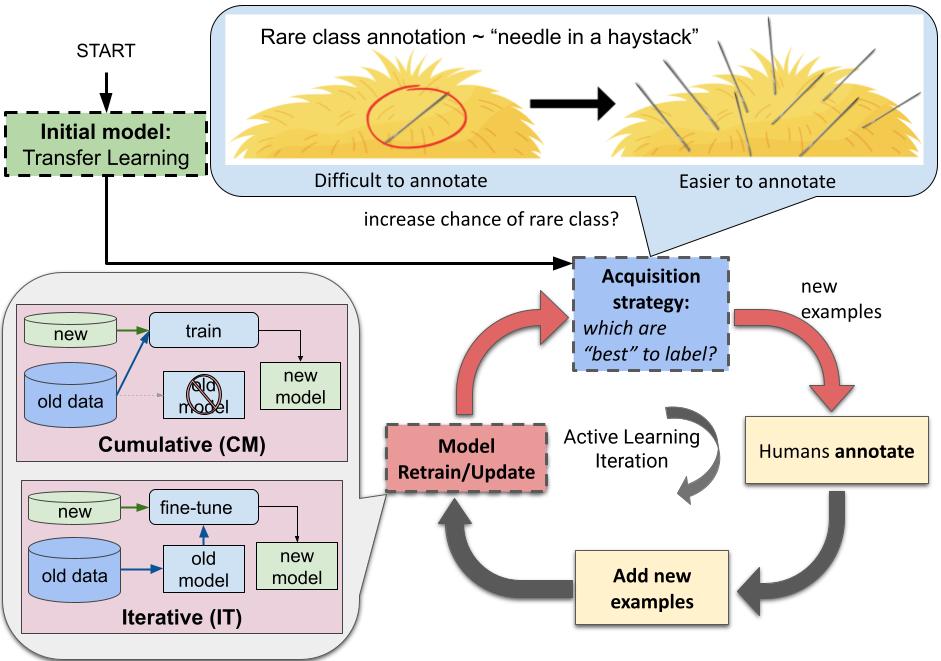 START
Initial model:
Transfer Learning
Rare class annotation ~ “needle in a haystack”
Difficult to annotate
Easier to annotate
increase chance of rare class?
Acquisition
strategy:
which are
“best” to label?
new
examples
Humans annotate
Add new
examples
Model
Retrain/Update
Active Learning
Iteration
new
train
old data
old
model
new
model
Cumulative (CM)
new
fine-tune
old data
old
model
new
model
Iterative (IT)